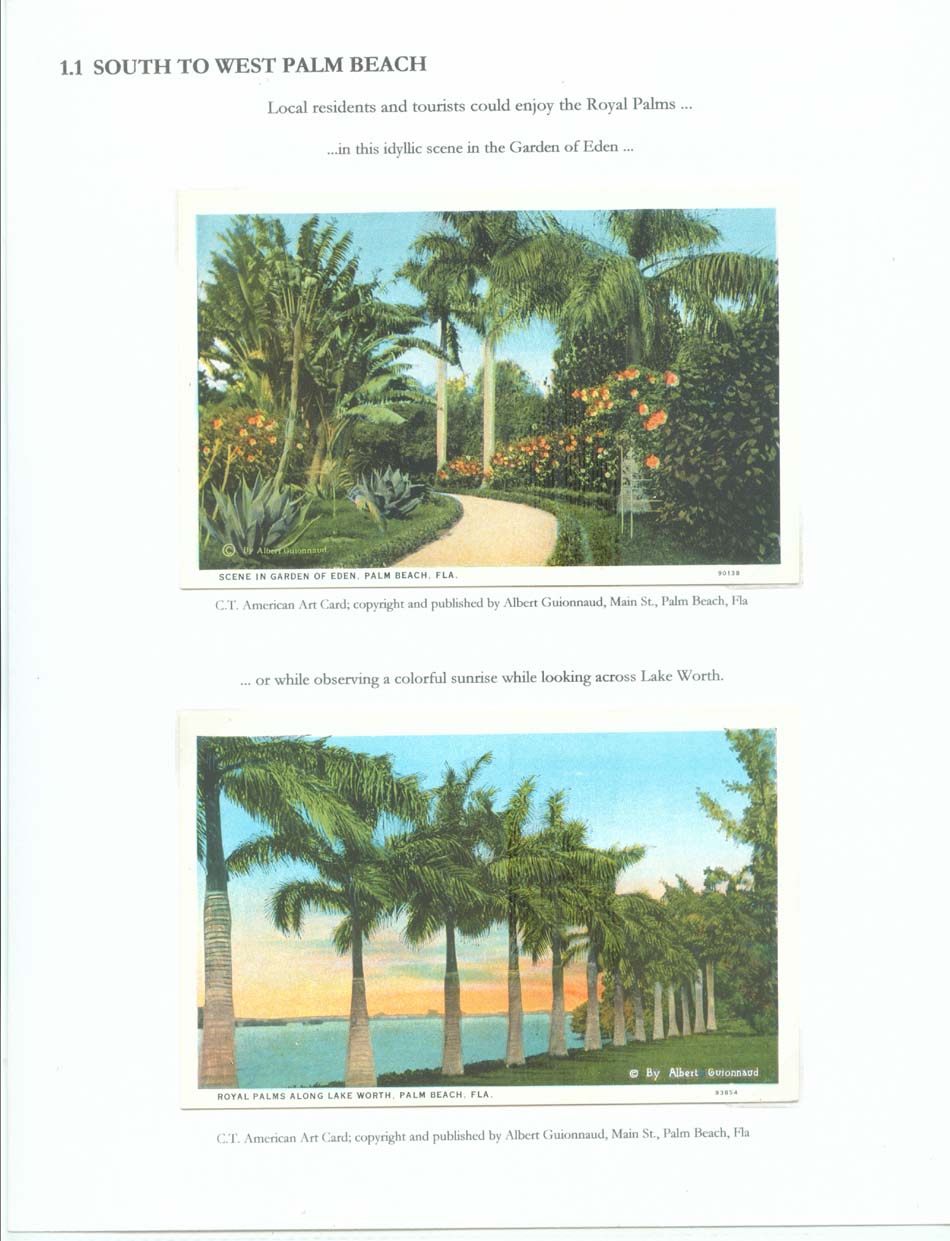 1.1 SOUTH TO WEST PALM BEACH
Local residents and tourists could enjoy the Royal Palms ...
...in this idyllic scene in the Garden of Eden ...
© By Albert Guionnaud
SCENE IN GARDEN OF EDEN, PALM BEACH, FLA.
90138
C.T. American Art Card; copyright and published by Albert Guionnaud, Main St., Palm Beach, Fla
... or while observing a colorful sunrise while looking across Lake Worth.
© By Albert Guionnaud
ROYAL PALMS ALONG LAKE WORTH, PALM BEACH, FLA.
93654
C.T. American Art Card; copyright and published by Albert Guionnaud, Main St., Palm Beach, Fla